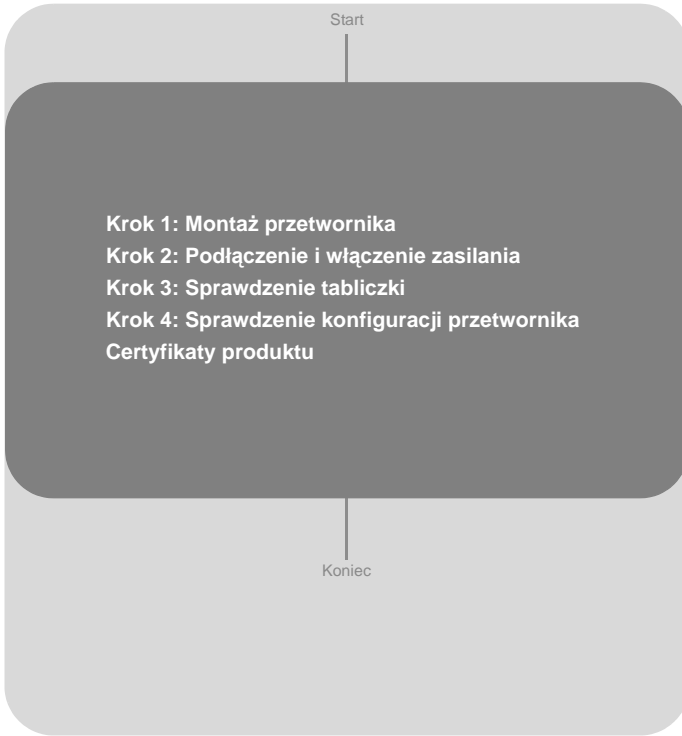 Start
Krok 1: Montaż przetwornika
Krok 2: Podłączenie i włączenie zasilania
Krok 3: Sprawdzenie tabliczki
Krok 4: Sprawdzenie konfiguracji przetwornika
Certyfikaty produktu
Koniec